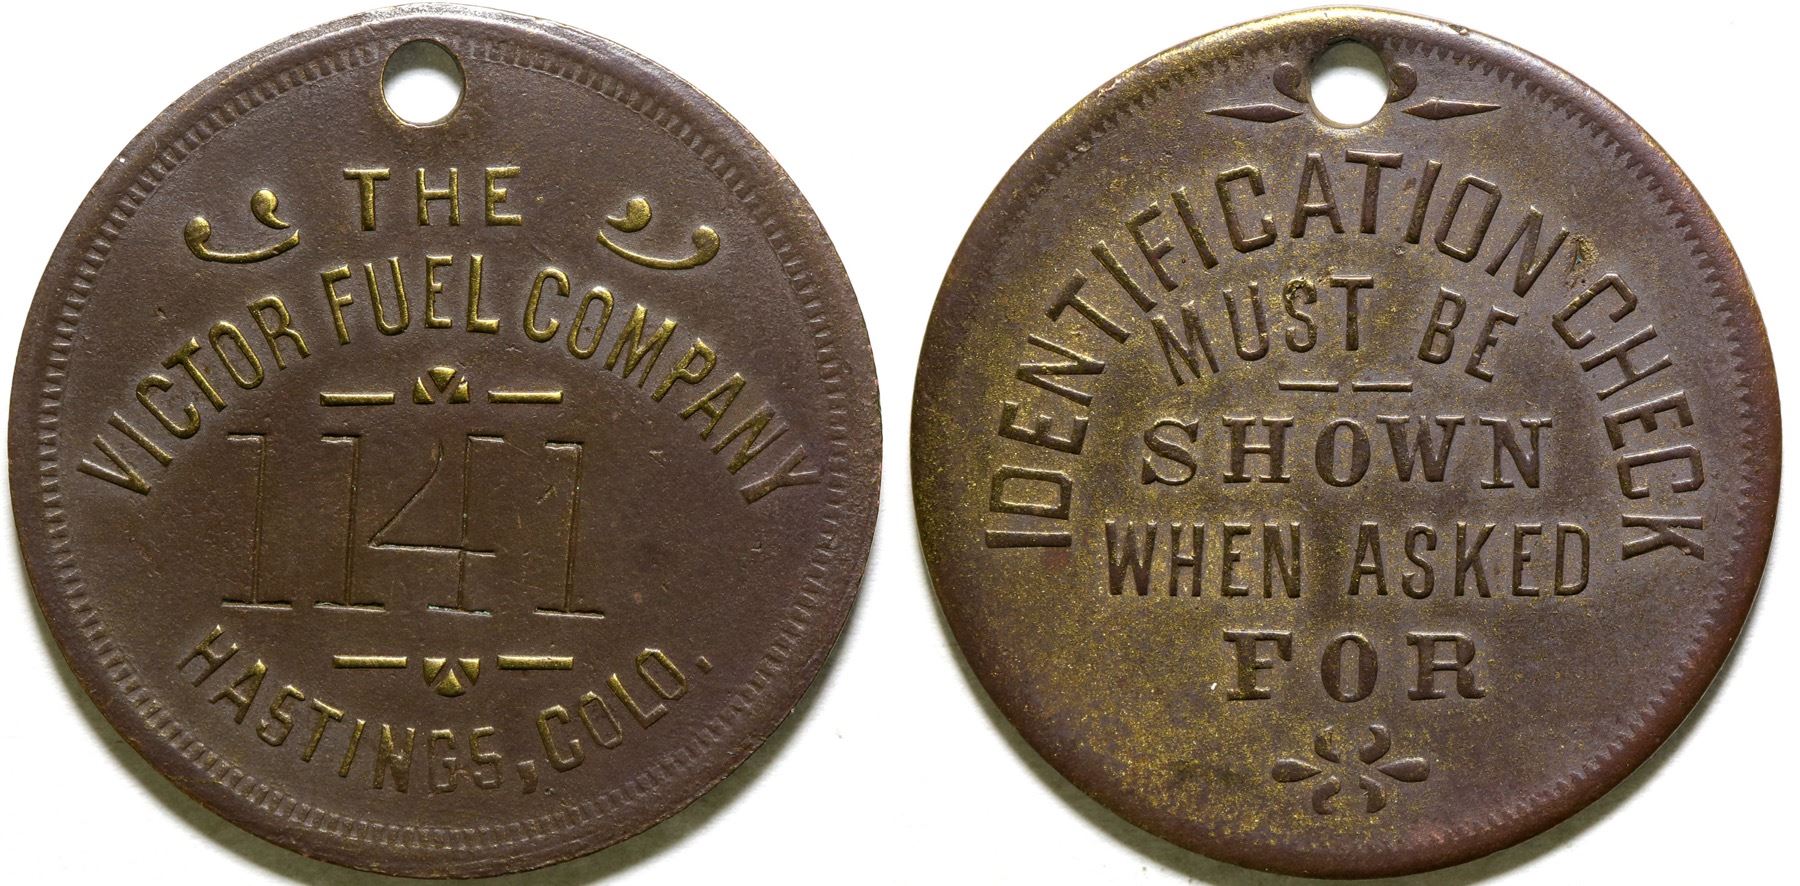 THE
VICTOR FUEL COMPANY
1141
HASTINGS, COLO.
IDENTIFICATION CHECK
MUST BE
SHOWN
WHEN ASKED
FOR